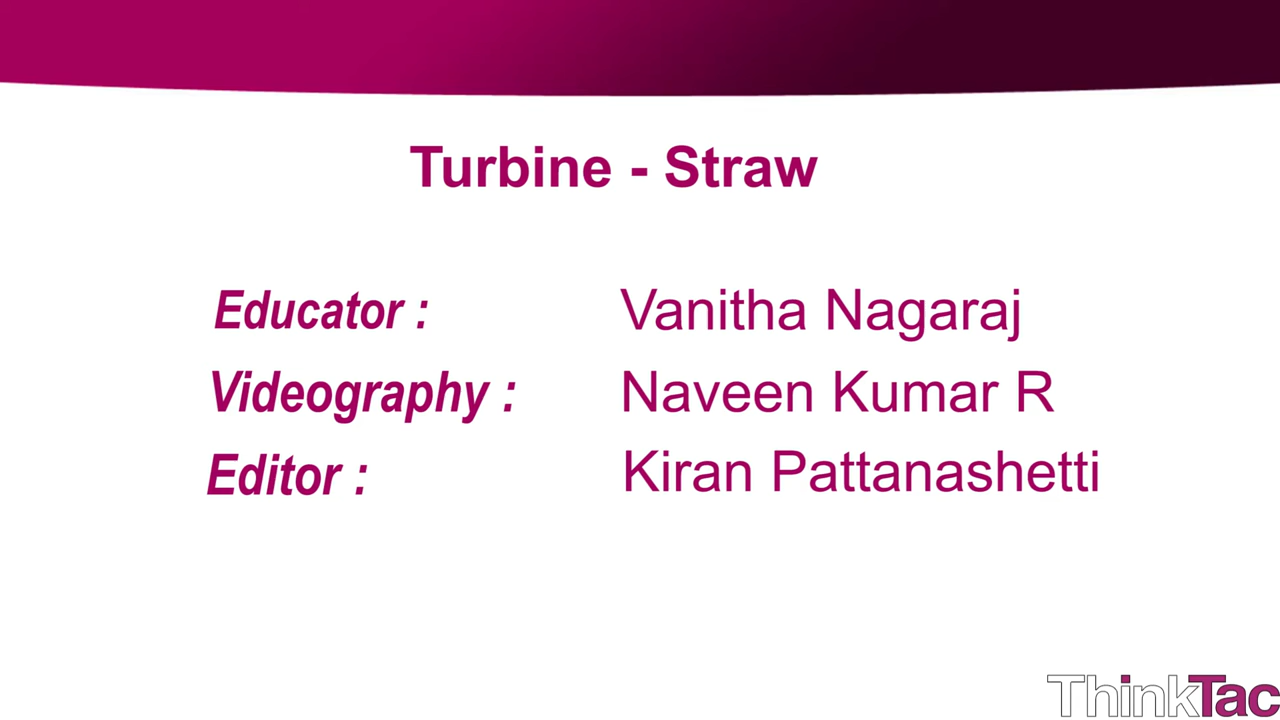 Turbine - Straw
Educator : Vanitha Nagaraj
Videography : Naveen Kumar R
Editor : Kiran Pattanashetti
ThinkTac